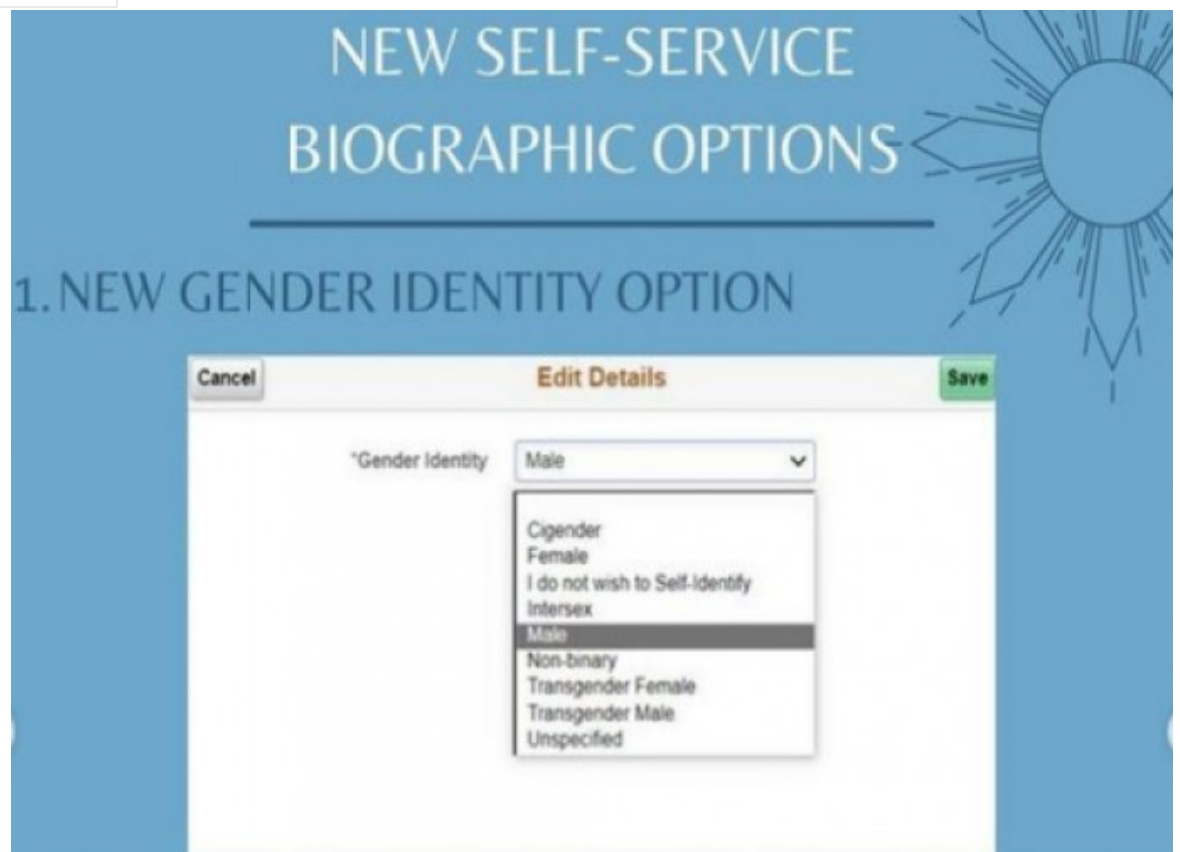 NEW SELF-SERVICE
BIOGRAPHIC OPTIONS
1. NEW GENDER IDENTITY OPTION
Cancel
Edit Details
Save
*Gender Identity
Male
Cigender
Female
I do not wish to Self-Identify
Intersex
Male
Non-binary
Transgender Female
Transgender Male
Unspecified